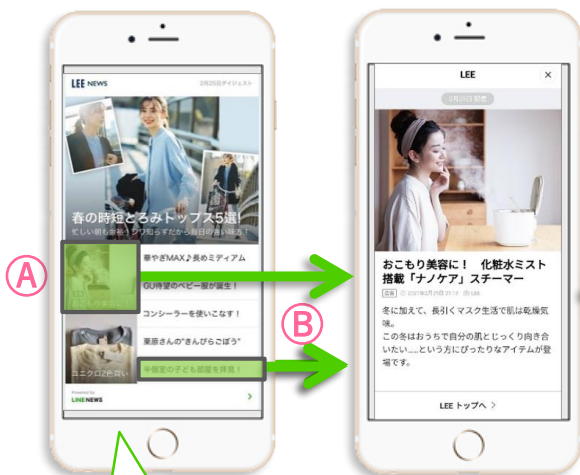 LEE NEWS
2月25日ダイジェスト
春の時短とろみトップス5選!
華やぎMAX♪長めミディアム
GU待望のベビー服が誕生！
コンシーラーを使いこなす！
栗原さんの“きんぴらごぼう”
半個室の子ども部屋を拝見！
おこもり美容に
ユニクロ2色買い
Powered by
LINE NEWS
A
B
LEE
×
2月25日 配信
おこもり美容に！ 化粧水ミスト
搭載「ナノケア」スチーマー
広告
冬に加えて、長引くマスク生活で肌は乾燥気
味。
この冬はおうちで自分の肌とじっくり向き合
いたい……という方にぴったりなアイテムが登
場です。
LEE トップへ >